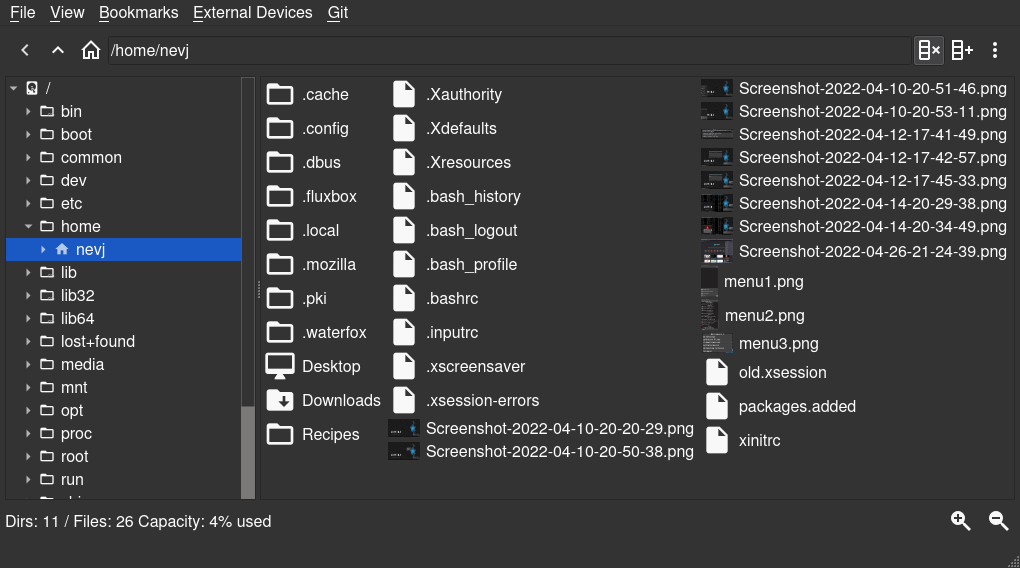 File View Bookmarks External Devices Git
/home/nevj
/
bin
boot
common
dev
etc
home
nevj
lib
lib32
lib64
lost+found
media
mnt
opt
proc
root
run
.cache
.config
.dbus
.fluxbox
.local
.mozilla
.pki
.waterfox
Desktop
Downloads
Recipes
.Xauthority
.Xdefaults
.Xresources
.bash_history
.bash_logout
.bash_profile
.bashrc
.inputrc
.xscreensaver
.xsession-errors
Screenshot-2022-04-10-20-20-29.png
Screenshot-2022-04-10-20-50-38.png
Screenshot-2022-04-10-20-51-46.png
Screenshot-2022-04-10-20-53-11.png
Screenshot-2022-04-12-17-41-49.png
Screenshot-2022-04-12-17-42-57.png
Screenshot-2022-04-12-17-45-33.png
Screenshot-2022-04-14-20-29-38.png
Screenshot-2022-04-14-20-34-49.png
Screenshot-2022-04-26-21-24-39.png
menu1.png
menu2.png
menu3.png
old.xsession
packages.added
xinitrc
Dirs: 11 / Files: 26 Capacity: 4% used